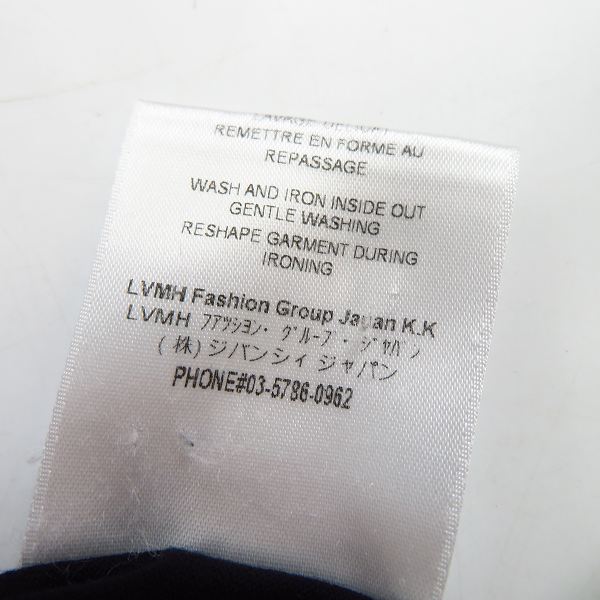 REMETTRE EN FORME AU
REPASSAGE
WASH AND IRON INSIDE OUT
GENTLE WASHING
RESHAPE GARMENT DURING
IRONING
LVMH Fashion Group Japan K.K
LVMH ファッション・グループ・ジャパン
(株)ジバンシィ ジャパン
PHONE#03-5786-0962